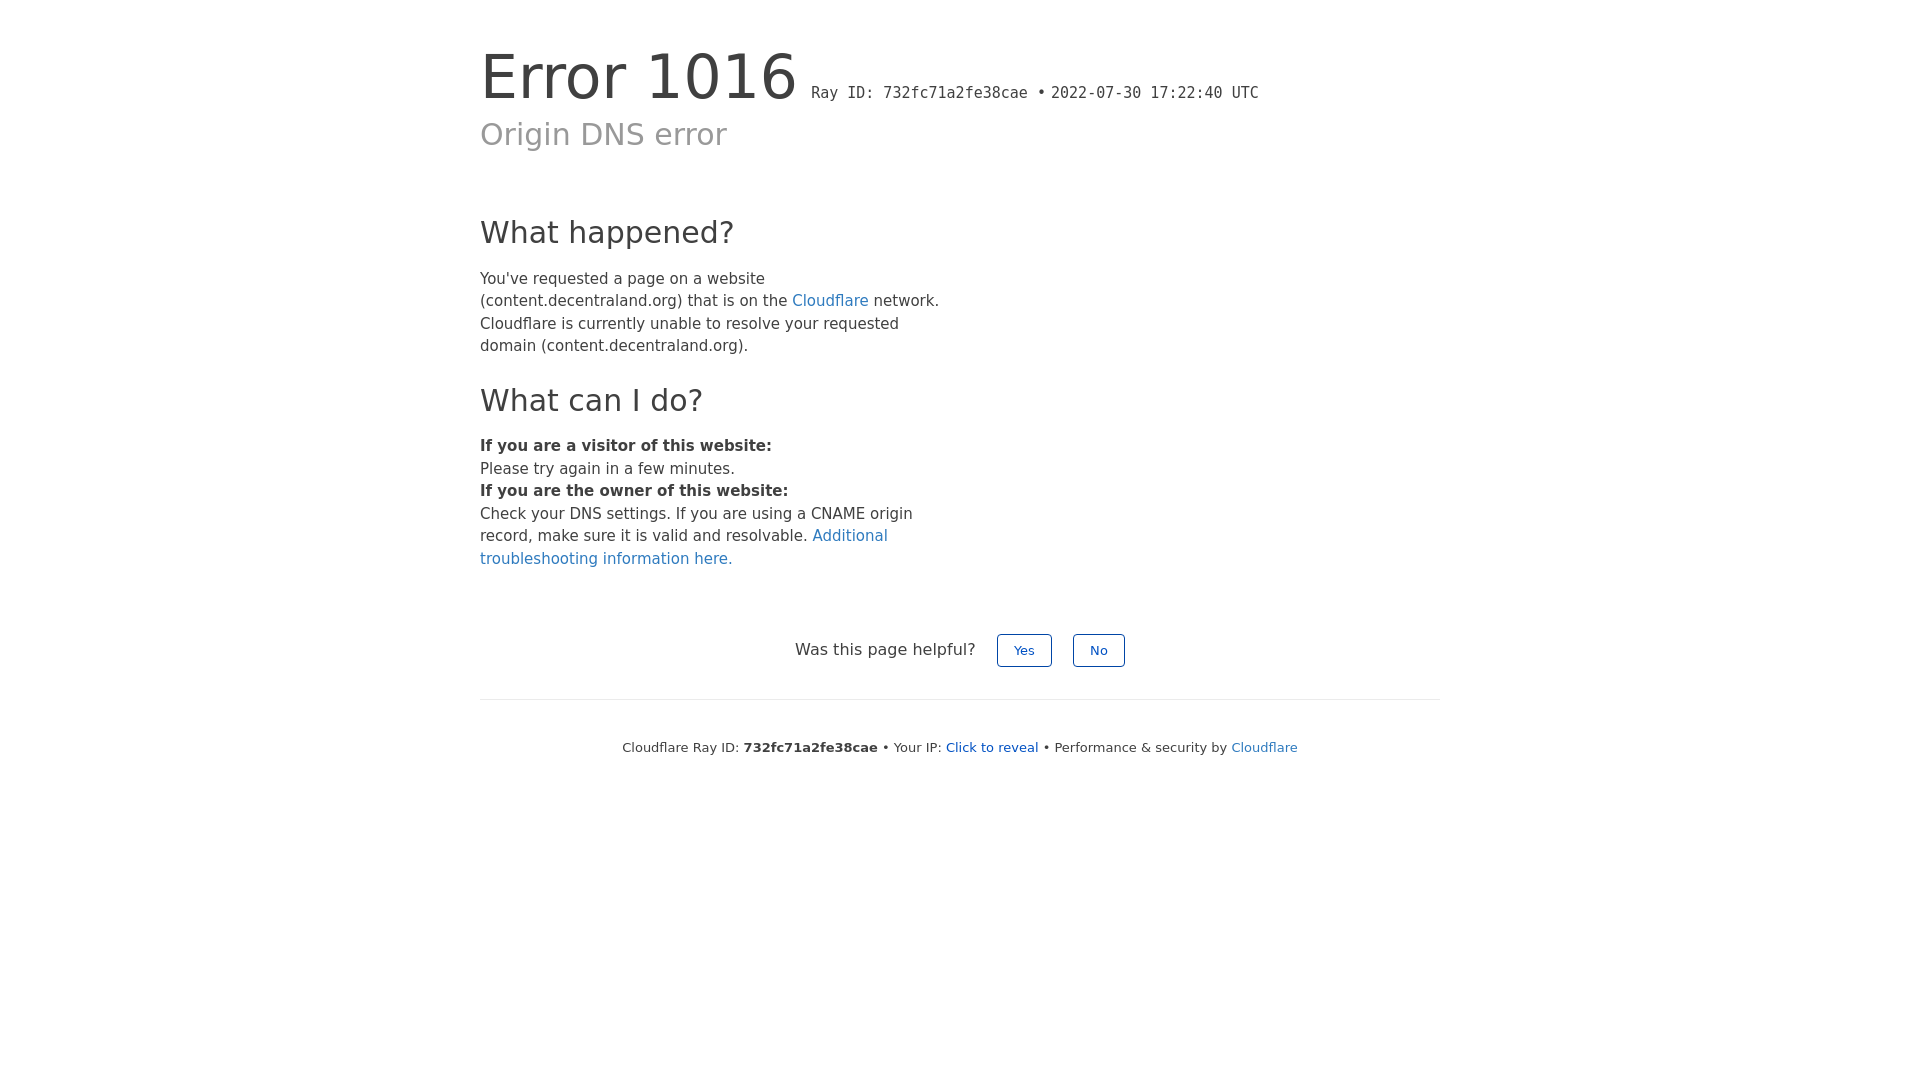 Error 1016 Ray ID: 732fc71a2fe38cae • 2022-07-30 17:22:40 UTC
Origin DNS error
What happened?
You've requested a page on a website
(content.decentraland.org) that is on the Cloudflare network.
Cloudflare is currently unable to resolve your requested
domain (content.decentraland.org).
What can I do?
If you are a visitor of this website:
Please try again in a few minutes.
If you are the owner of this website:
Check your DNS settings. If you are using a CNAME origin
record, make sure it is valid and resolvable. Additional
troubleshooting information here.
Was this page helpful? Yes No
Cloudflare Ray ID: 732fc71a2fe38cae • Your IP: Click to reveal • Performance & security by Cloudflare